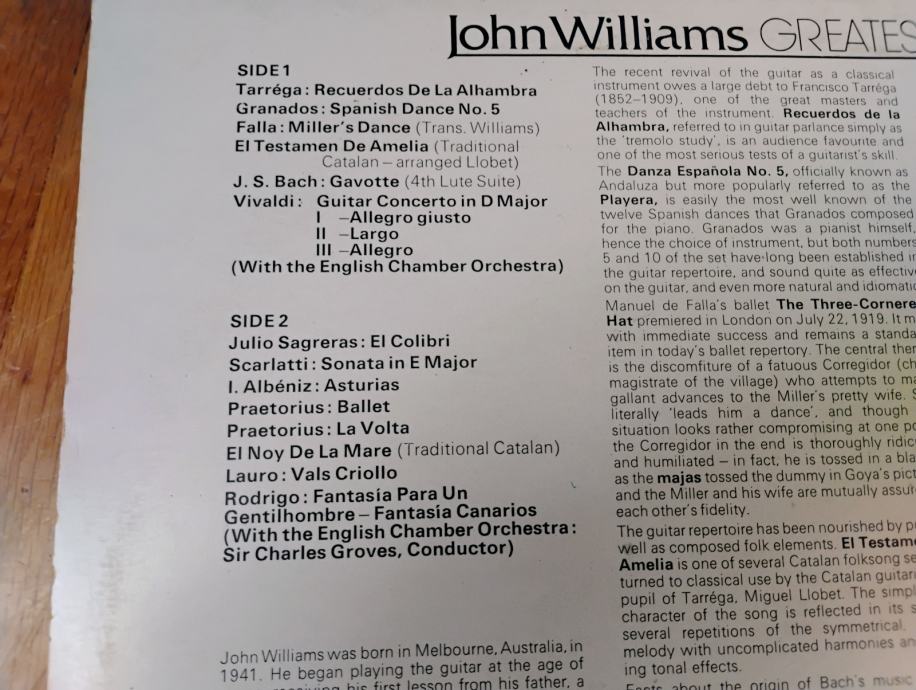 John Williams
SIDE 1
Tarréga: Recuerdos De La Alhambra
Granados: Spanish Dance No. 5
Falla: Miller's Dance (Trans. Williams)
El Testamen De Amelia (Traditional
Catalan – arranged Llobet)
J. S. Bach: Gavotte (4th Lute Suite)
Vivaldi: Guitar Concerto in D Major
I –Allegro giusto
II –Largo
III –Allegro
(With the English Chamber Orchestra)
SIDE 2
Julio Sagreras: El Colibri
Scarlatti: Sonata in E Major
I. Albéniz: Asturias
Praetorius: Ballet
Praetorius: La Volta
El Noy De La Mare (Traditional Catalan)
Lauro: Vals Criollo
Rodrigo: Fantasía Para Un
Gentilhombre – Fantasía Canarios
(With the English Chamber Orchestra:
Sir Charles Groves, Conductor)
John Williams was born in Melbourne, Australia, in
1941. He began playing the guitar at the age of
his first lesson from his father, a
The recent revival of the guitar as a classical
instrument owes a large debt to Francisco Tarréga
(1852–1909), one of the great masters and
teachers of the instrument. Recuerdos de la
Alhambra, referred to in guitar parlance simply as
the 'tremolo study', is an audience favourite and
one of the most serious tests of a guitarist's skill.
The Danza Española No. 5, officially known as
Andaluza but more popularly referred to as the
Playera, is easily the most well known of the
twelve Spanish dances that Granados composed
for the piano. Granados was a pianist himself,
hence the choice of instrument, but both numbers
5 and 10 of the set have long been established
the guitar repertoire, and sound quite as
on the guitar, and even more natural and
Manuel de Falla's ballet The
Hat premiered in London on July 22, 1919. It
with immediate success and remains a
item in today's ballet repertory. The central
is the discomfiture of a fatuous Corregidor
magistrate of the village) who attempts to
gallant advances to the Miller's pretty wife.
literally 'leads him a dance', and though
situation looks rather compromising at one
the Corregidor in the end is thoroughly
and humiliated – in fact, he is tossed in a
as the majas tossed the dummy in Goya's
and the Miller and his wife are mutually
each other's fidelity.
The guitar repertoire has been nourished by
well as composed folk elements. El
Amelia is one of several Catalan folksong
turned to classical use by the Catalan
pupil of Tarréga, Miguel Llobet. The
character of the song is reflected in its
several repetitions of the symmetrical.
melody with uncomplicated harmonies
ing tonal effects.
Facts about the origin of Bach's music